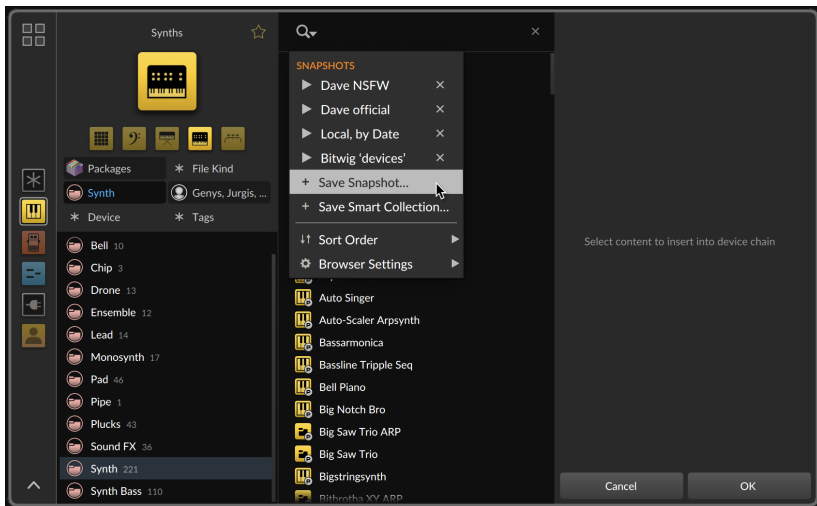 Synths
SNAPSHOTS
Dave NSFW
Dave official
Local, by Date
Bitwig ‘devices’
Save Snapshot...
Save Smart Collection...
Sort Order
Browser Settings
Packages
File Kind
Synth
Genys, Jurgis, ...
Device
Tags
Bell 10
Chip 3
Drone 13
Ensemble 12
Lead 14
Monosynth 17
Pad 46
Pipe 1
Plucks 43
Sound FX 36
Synth 221
Synth Bass 110
Auto Singer
Auto-Scaler Arpsynth
Bassarmonica
Bassline Tripple Seq
Bell Piano
Big Notch Bro
Big Saw Trio ARP
Big Saw Trio
Bigstringsynth
Bithrotha XY ARP
Select content to insert into device chain
Cancel
OK